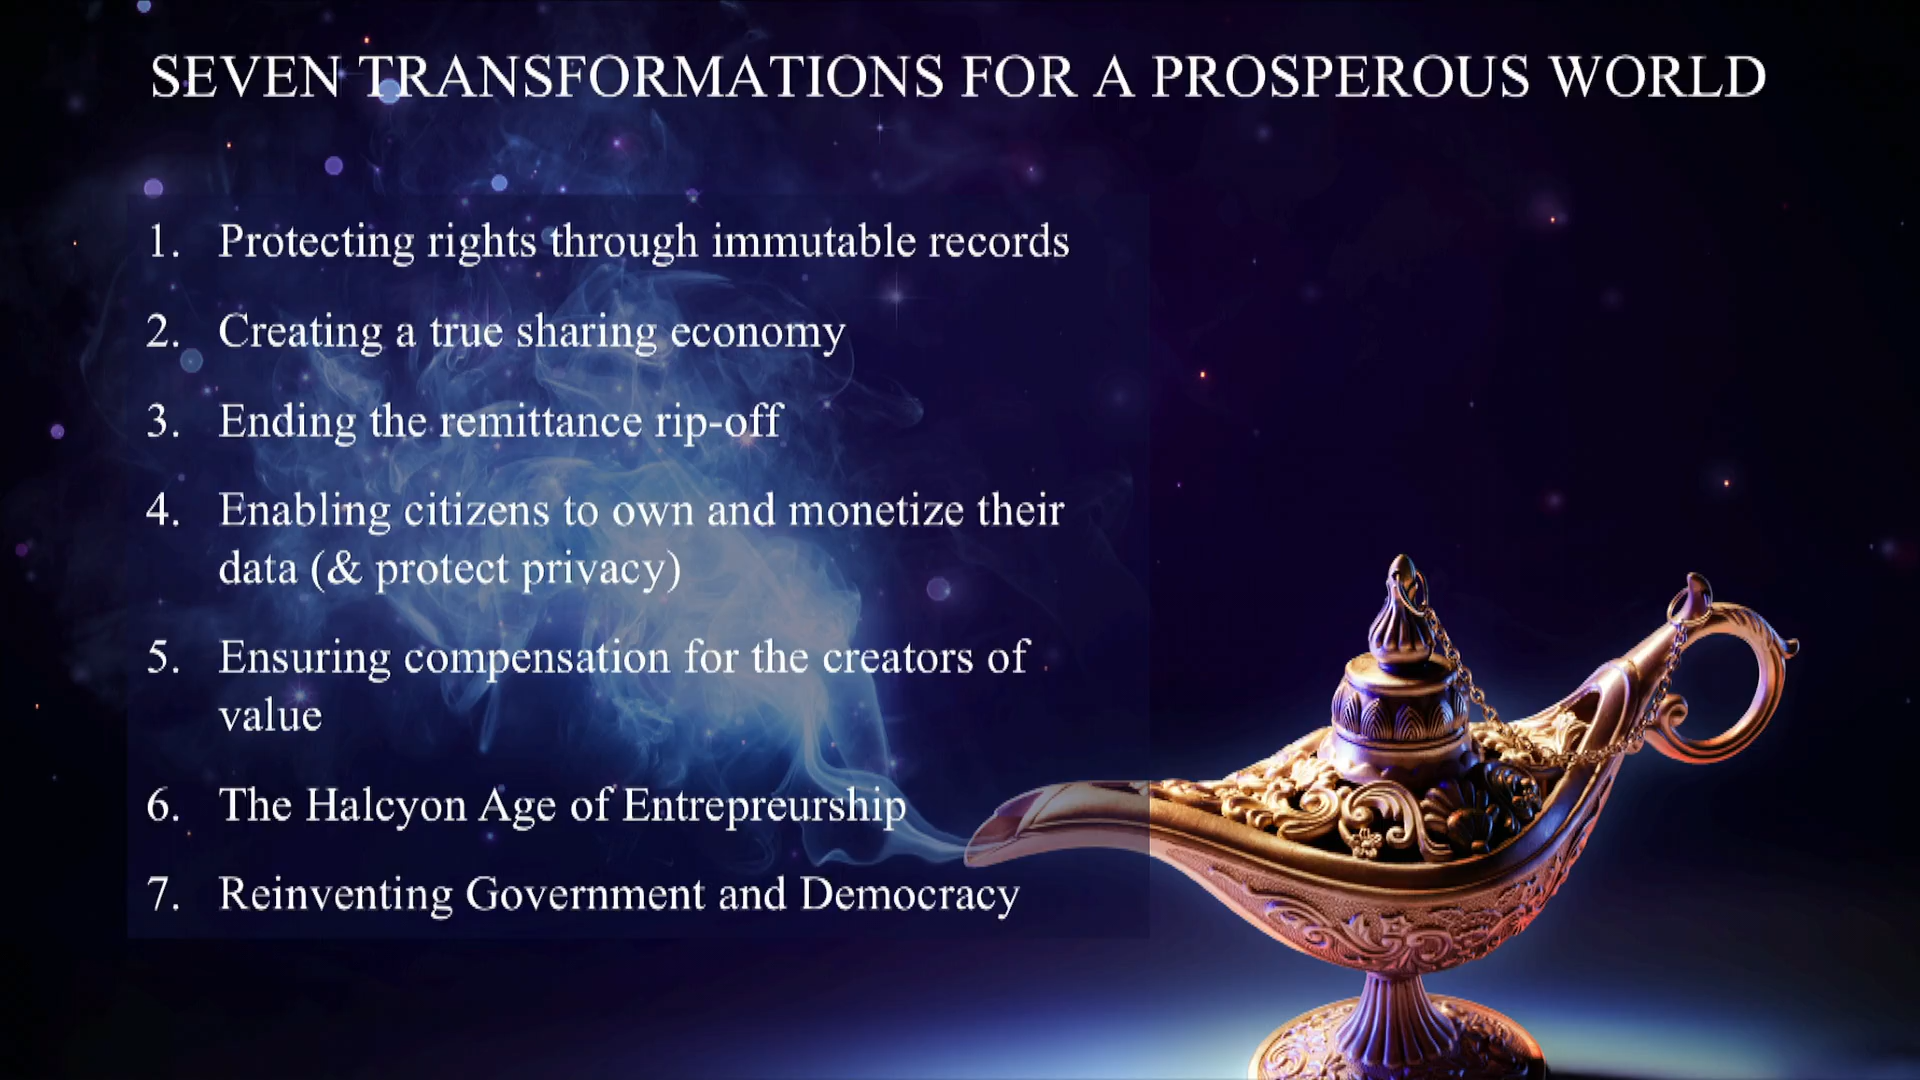 SEVEN TRANSFORMATIONS FOR A PROSPEROUS WORLD
1. Protecting rights through immutable records
2. Creating a true sharing economy
3. Ending the remittance rip-off
4. Enabling citizens to own and monetize their
data (& protect privacy)
5. Ensuring compensation for the creators of
value
6. The Halcyon Age of Entrepreurship
7. Reinventing Government and Democracy